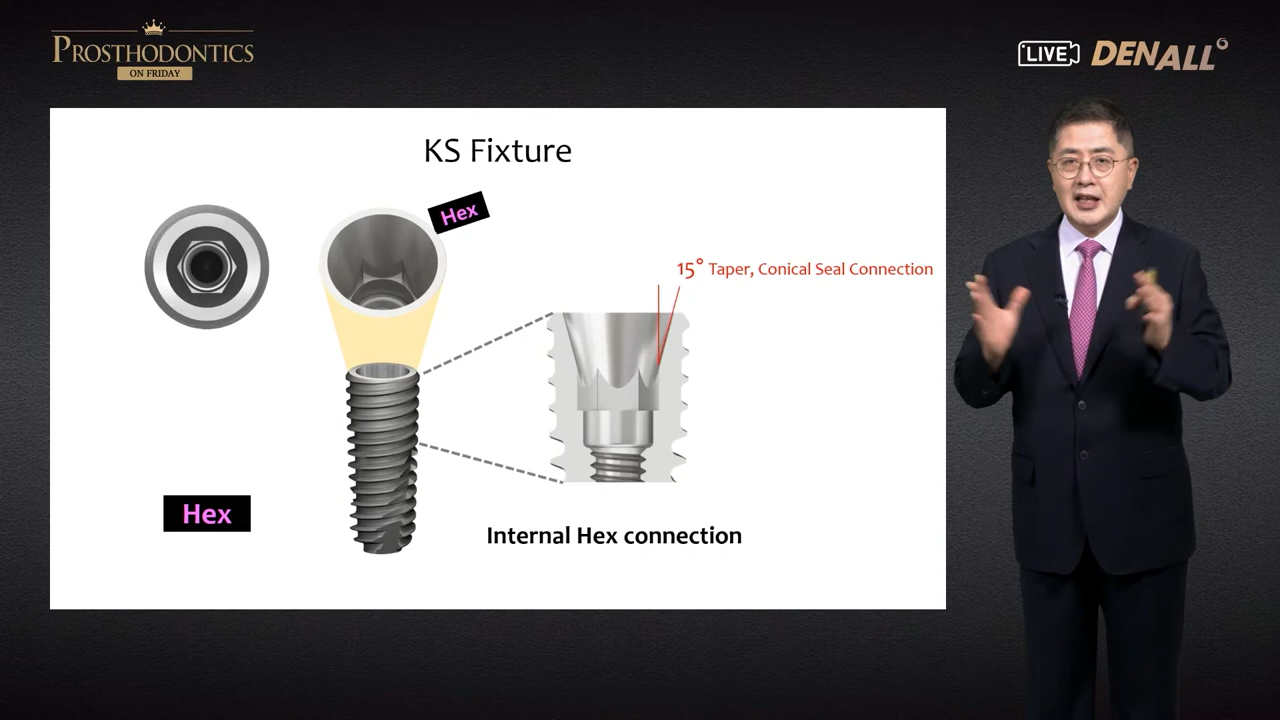 PROSTHODONTICS
ON FRIDAY
LIVE
DENALL
KS Fixture
Hex
15° Taper, Conical Seal Connection
Hex
Internal Hex connection